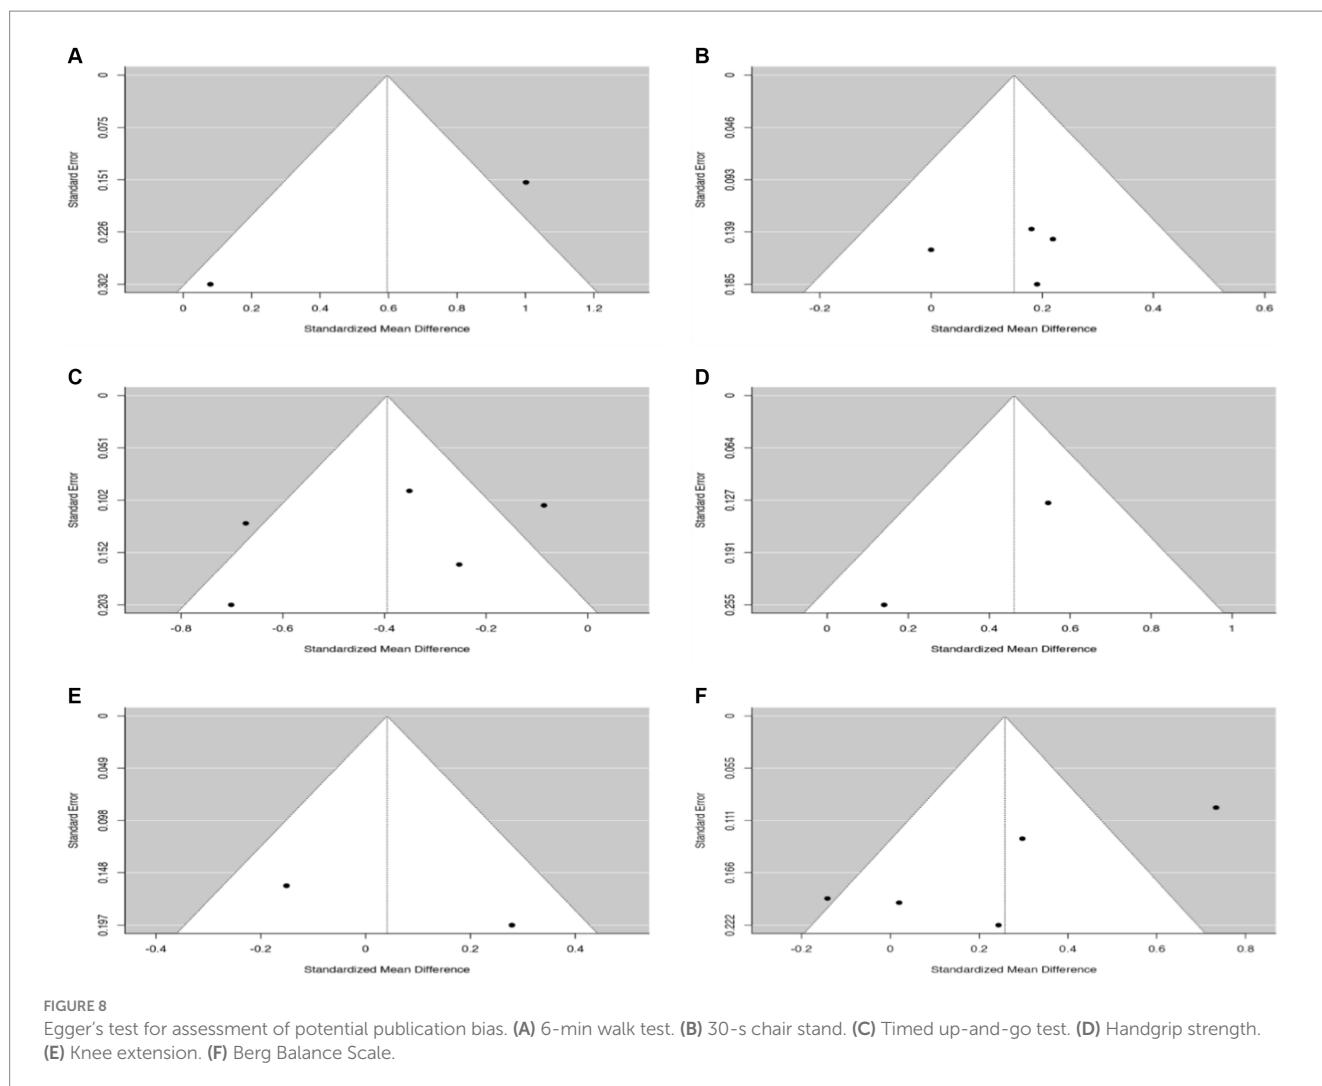 A
0
0.075
0.151
0.226
0.302
Standard Error
0 0.2 0.4 0.6 0.8 1 1.2
Standardized Mean Difference
B
0
0.046
0.093
0.139
0.185
Standard Error
-0.2 0 0.2 0.4 0.6
Standardized Mean Difference
C
0
0.051
0.102
0.152
0.203
Standard Error
-0.8 -0.6 -0.4 -0.2 0
Standardized Mean Difference
D
0
0.064
0.127
0.191
0.255
Standard Error
0 0.2 0.4 0.6 0.8 1
Standardized Mean Difference
E
0
0.049
0.098
0.148
0.197
Standard Error
-0.4 -0.2 0 0.2 0.4
Standardized Mean Difference
F
0
0.055
0.111
0.166
0.222
Standard Error
-0.2 0 0.2 0.4 0.6 0.8
Standardized Mean Difference
FIGURE 8
Egger's test for assessment of potential publication bias. (A) 6-min walk test. (B) 30-s chair stand. (C) Timed up-and-go test. (D) Handgrip strength.
(E) Knee extension. (F) Berg Balance Scale.